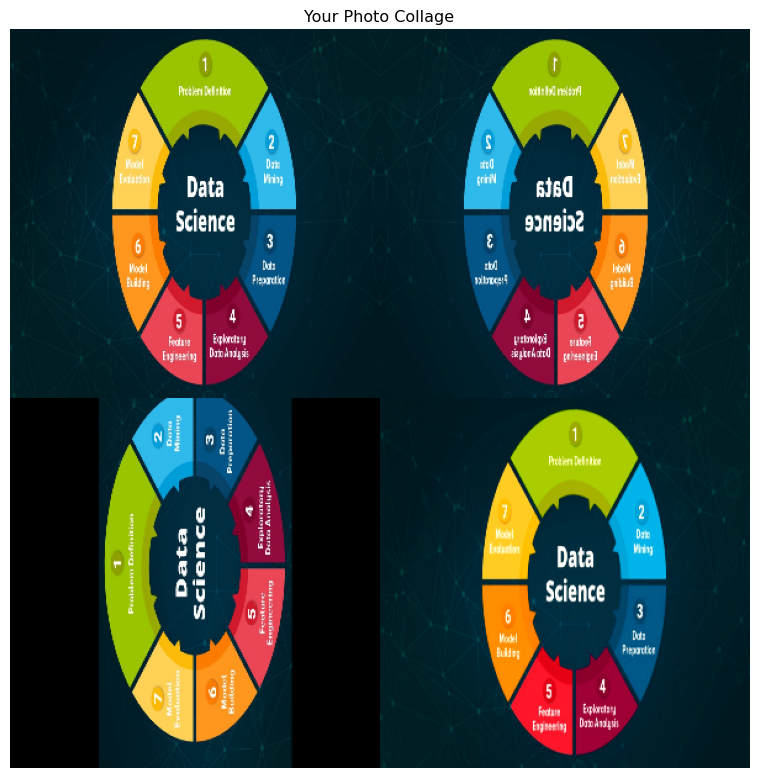 Your Photo Collage
1
Problem Definition
7
Model
Evaluation
2
Data
Mining
Data
Science
6
Model
Building
3
Data
Preparation
5
Feature
Engineering
4
Exploratory
Data Analysis
1
Problem Definition
2
Data
Mining
7
Model
Evaluation
Data
Science
3
Data
Preparation
6
Model
Building
4
Exploratory
Data Analysis
5
Feature
Engineering
2
Data
Mining
3
Data
Preparation
1
Problem Definition
Data
Science
4
Exploratory
Data Analysis
5
Feature
Engineering
7
Model
Evaluation
6
Model
Building
1
Problem Definition
7
Model
Evaluation
2
Data
Mining
Data
Science
6
Model
Building
3
Data
Preparation
5
Feature
Engineering
4
Exploratory
Data Analysis